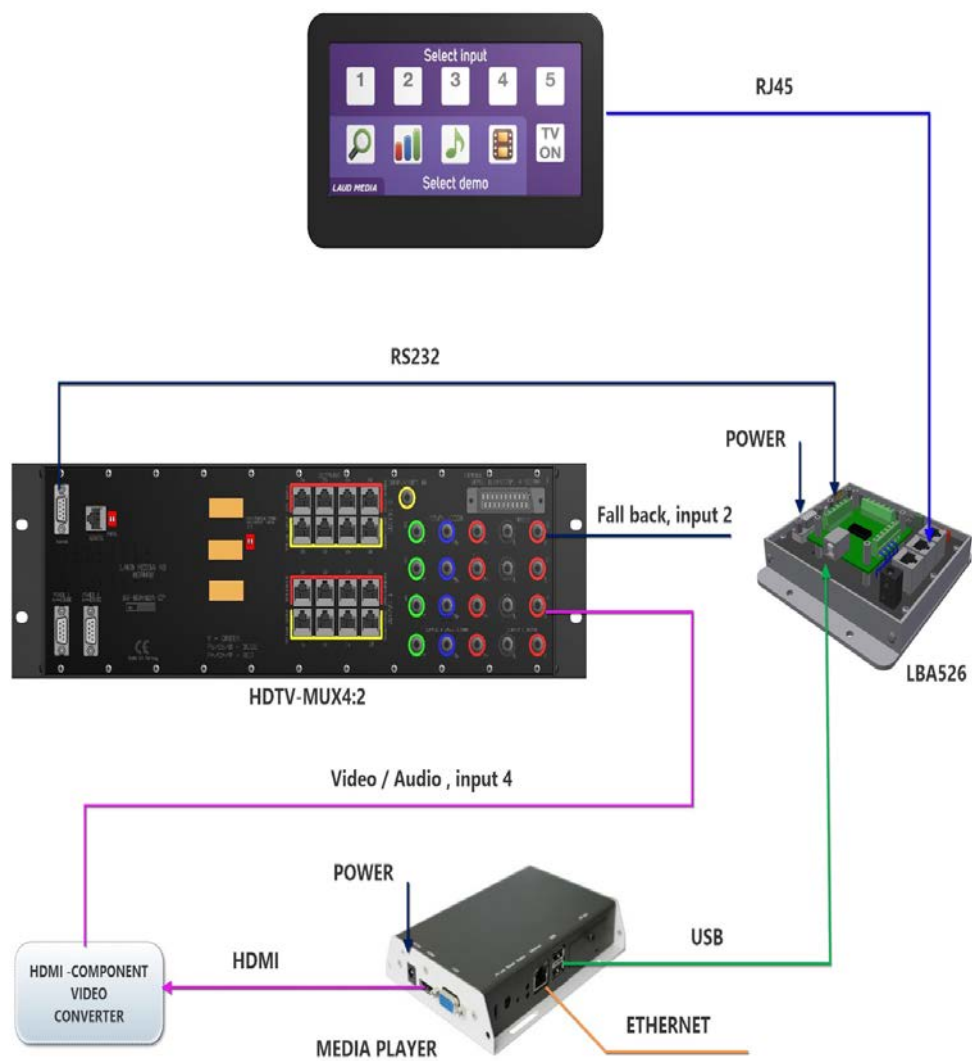 Select input
1 2 3 4 5
TV
ON
Select demo
LAUD MEDIA
RJ45
RS232
POWER
Fall back, input 2
LBA526
HDTV-MUX4:2
Video / Audio , input 4
POWER
HDMI -COMPONENT
VIDEO
CONVERTER
HDMI
USB
ETHERNET
MEDIA PLAYER